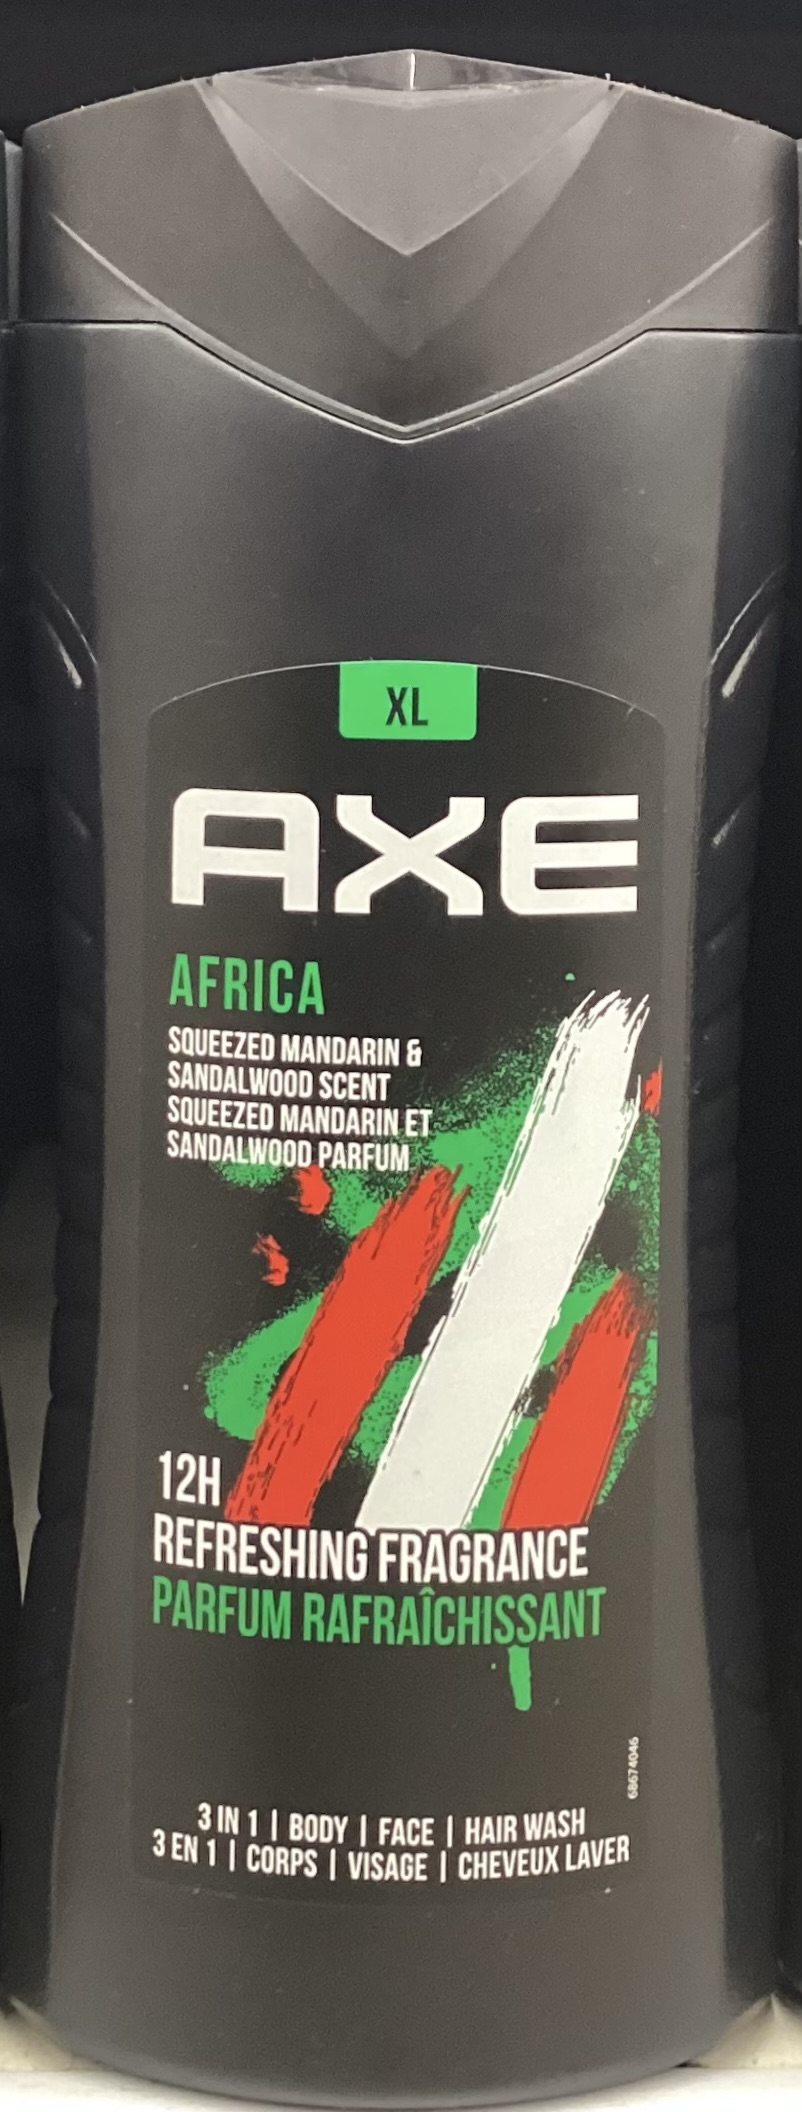 XL
AXE
AFRICA
SQUEEZED MANDARIN &
SANDALWOOD SCENT
SQUEEZED MANDARIN ET
SANDALWOOD PARFUM
12H
REFRESHING FRAGRANCE
PARFUM RAFRAÎCHISSANT
68674046
3 IN 1 | BODY | FACE | HAIR WASH
3 EN 1 | CORPS | VISAGE | CHEVEUX LAVER